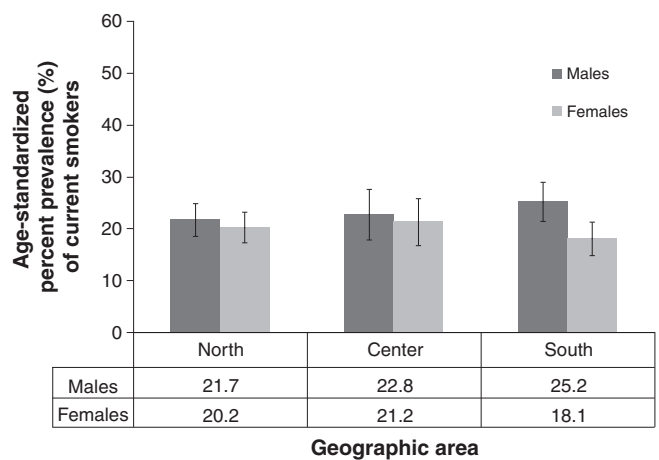 Age-standardized
percent prevalence (%)
of current smokers
60
50
40
30
20
10
0
Males
Females
North Center South
Males 21.7 22.8 25.2
Females 20.2 21.2 18.1
Geographic area